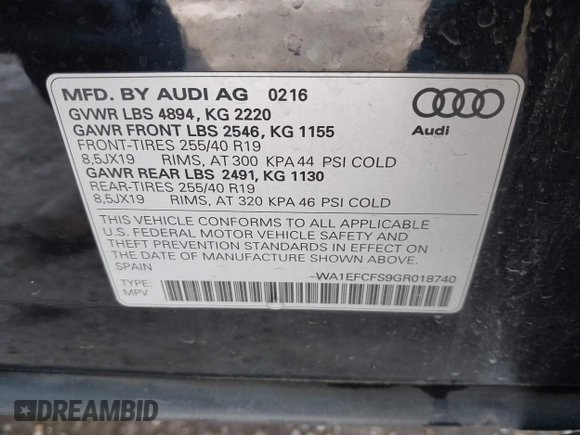 MFD. BY AUDI AG 0216
GVWR LBS 4894, KG 2220
GAWR FRONT LBS 2546, KG 1155
FRONT-TIRES 255/40 R19
8,5JX19 RIMS, AT 300 KPA 44 PSI COLD
GAWR REAR LBS 2491, KG 1130
REAR-TIRES 255/40 R19
8,5JX19 RIMS, AT 320 KPA 46 PSI COLD
THIS VEHICLE CONFORMS TO ALL APPLICABLE
U.S. FEDERAL MOTOR VEHICLE SAFETY AND
THEFT PREVENTION STANDARDS IN EFFECT ON
THE DATE OF MANUFACTURE SHOWN ABOVE.
SPAIN
WA1EFCFS9GR018740
TYPE:
MPV
Audi
DREAMBID